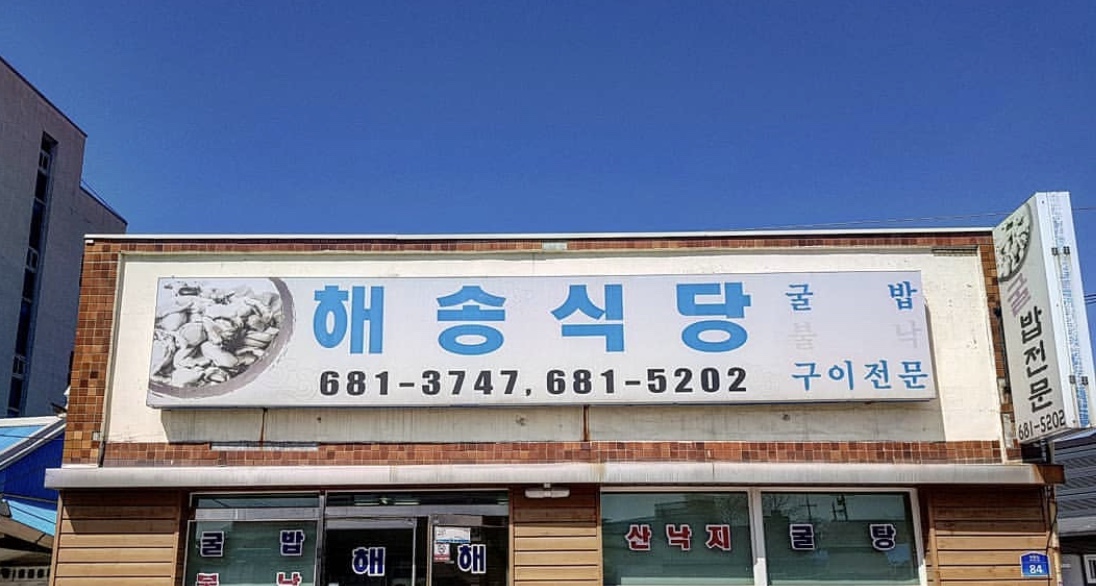 해송식당
681-3747, 681-5202
굴 밥
불 낙
구이전문
굴밥전문
681-5202
굴 밥
해
해
산낙지
굴 탕
84